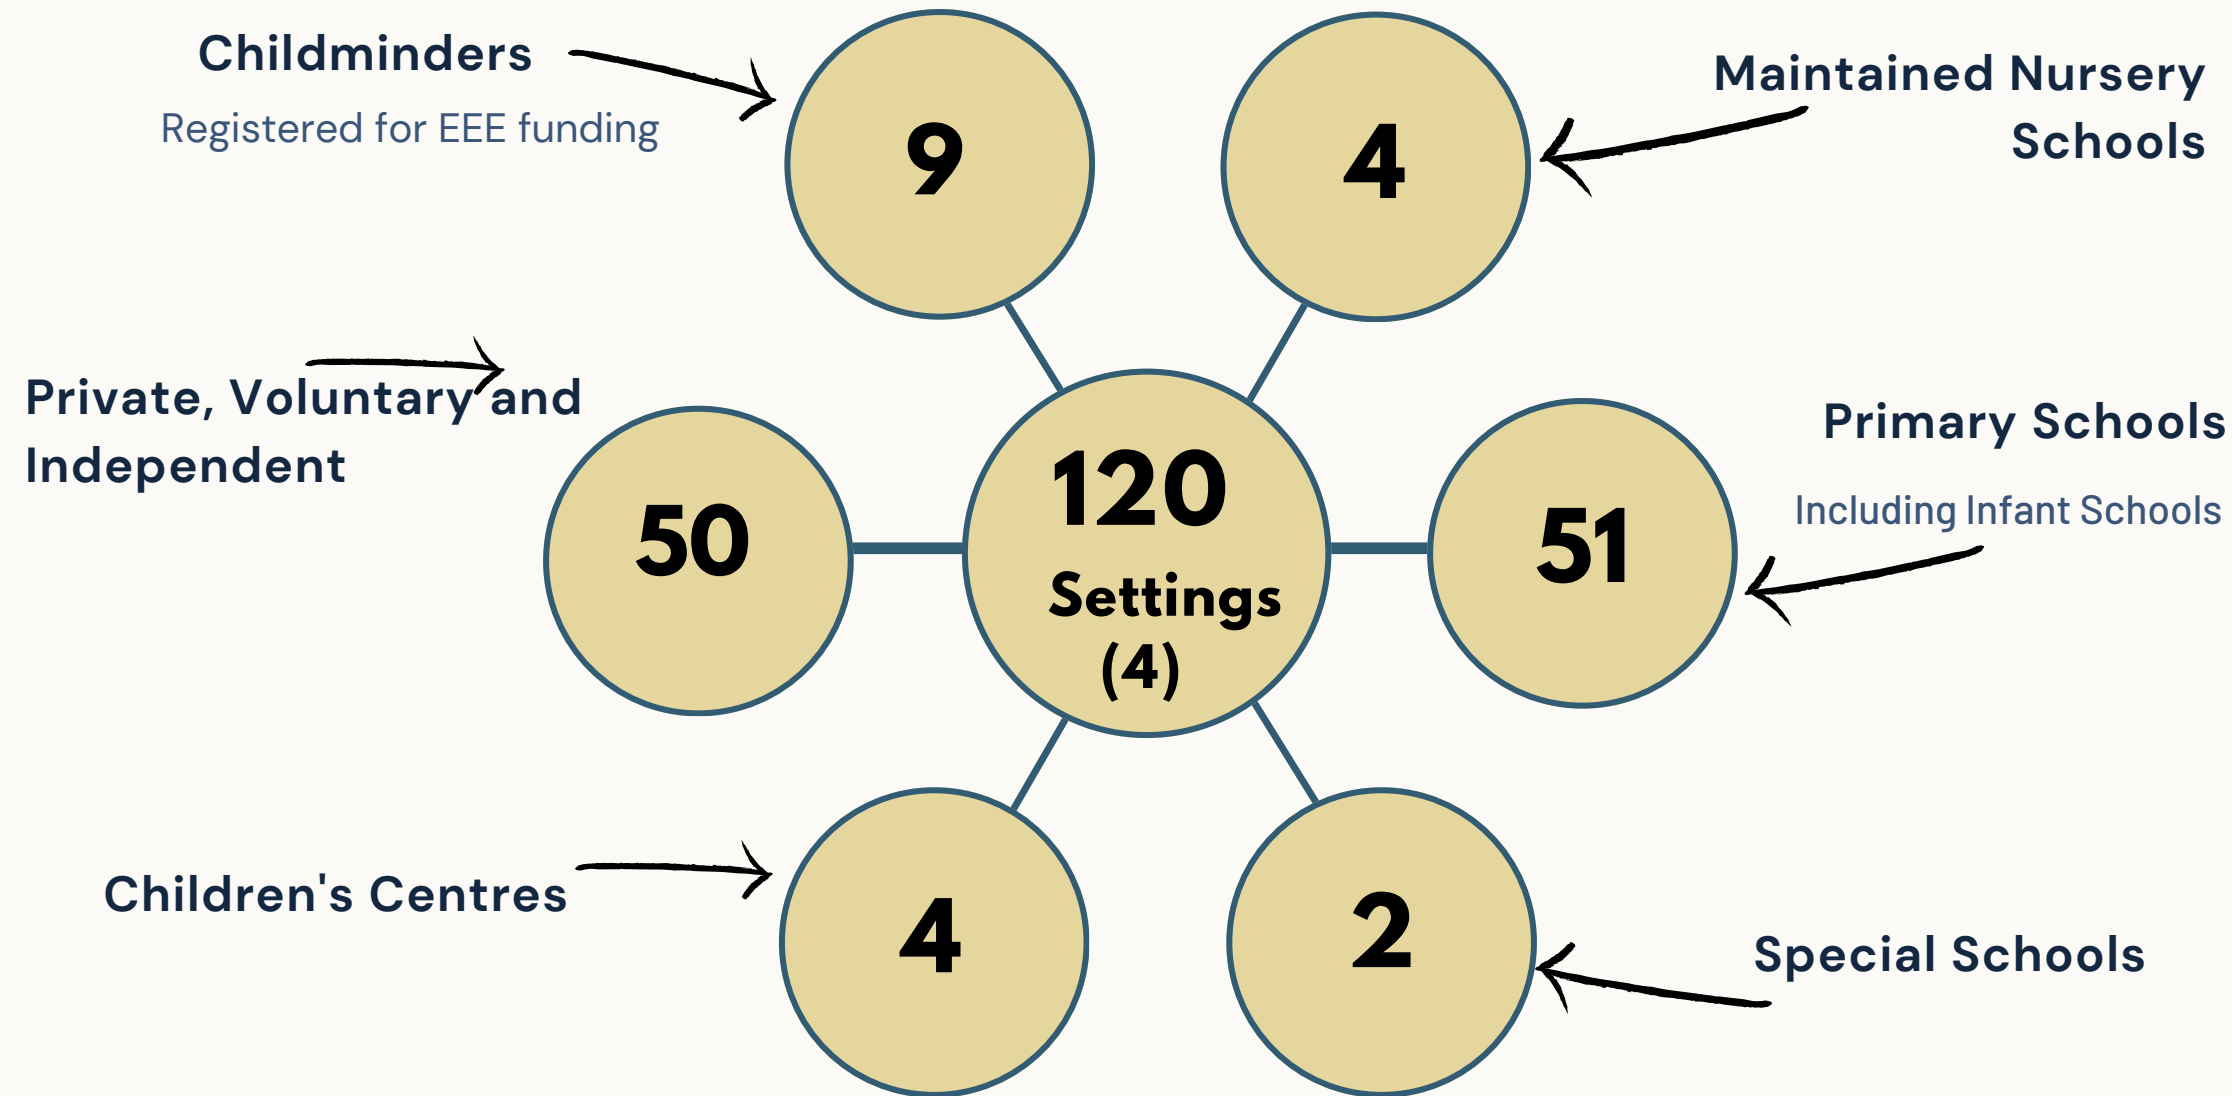 Childminders
Registered for EEE funding
9
4
Maintained Nursery
Schools
Private, Voluntary and
Independent
50
120
Settings
(4)
51
Primary Schools
Including Infant Schools
Children's Centres
4
2
Special Schools